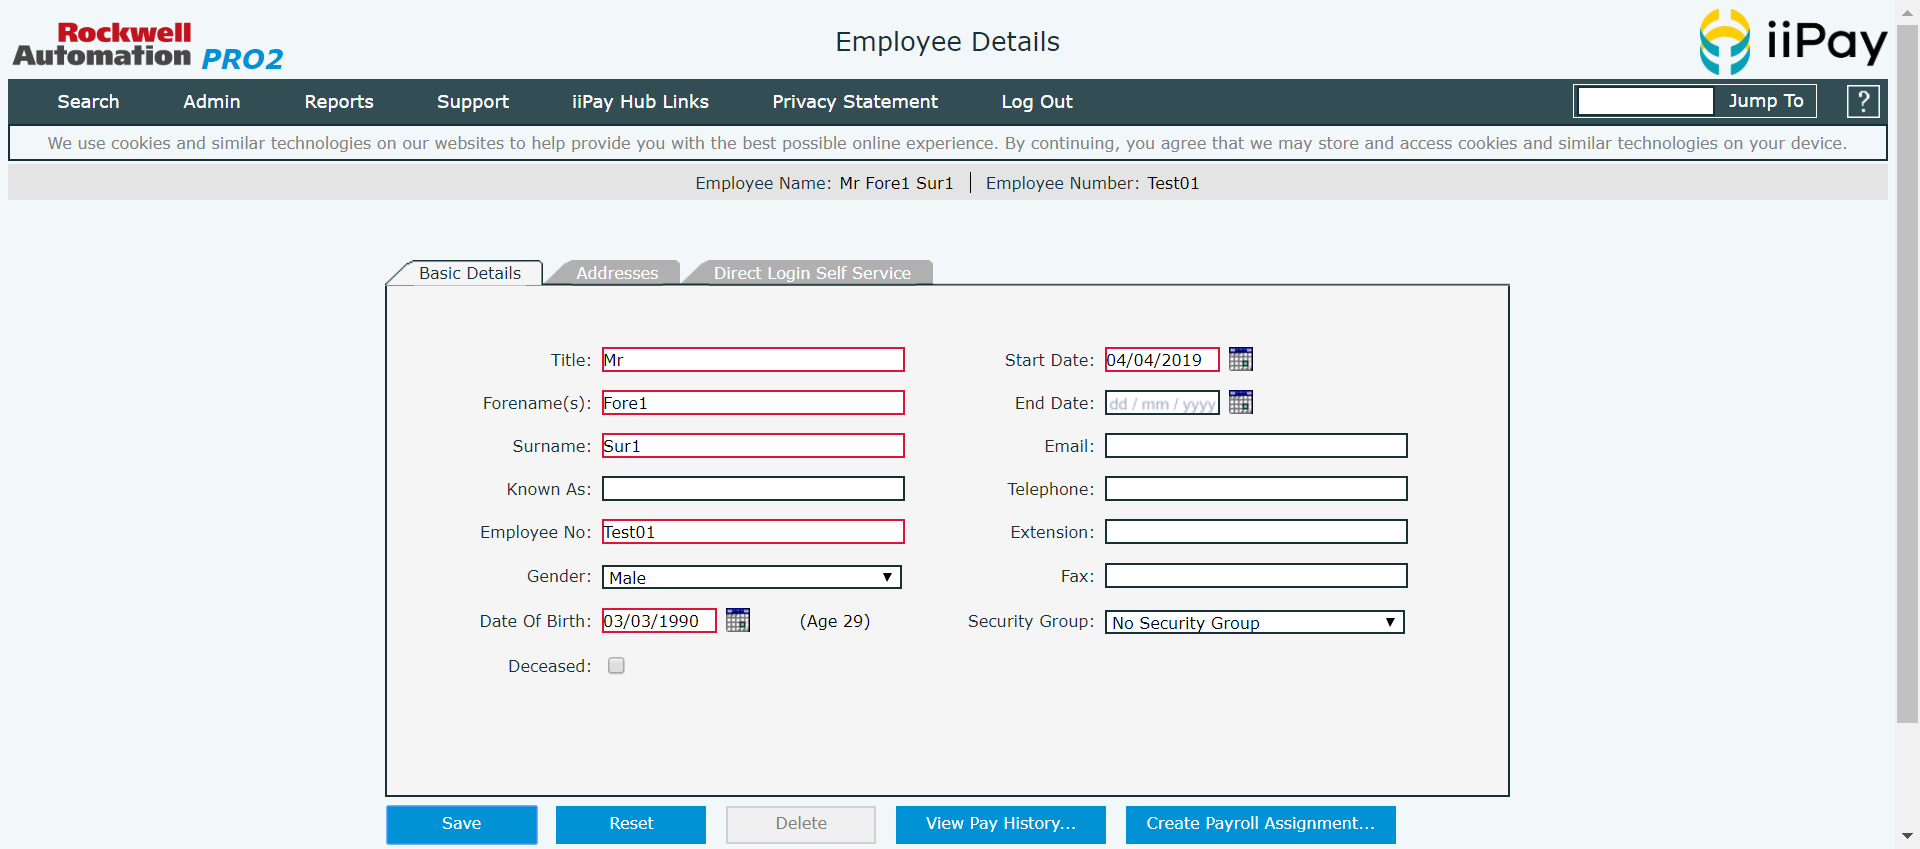 Rockwell
Automation PRO2
Employee Details
iiPay
Search Admin Reports Support iiPay Hub Links Privacy Statement Log Out Jump To ?
We use cookies and similar technologies on our websites to help provide you with the best possible online experience. By continuing, you agree that we may store and access cookies and similar technologies on your device.
Employee Name: Mr Fore1 Sur1 | Employee Number: Test01
Basic Details Addresses Direct Login Self Service
Title: Mr Start Date: 04/04/2019
Forename(s): Fore1 End Date: dd / mm / yyyy
Surname: Sur1 Email:
Known As: Telephone:
Employee No: Test01 Extension:
Gender: Male Fax:
Date Of Birth: 03/03/1990 (Age 29) Security Group: No Security Group
Deceased:
Save Reset Delete View Pay History... Create Payroll Assignment...